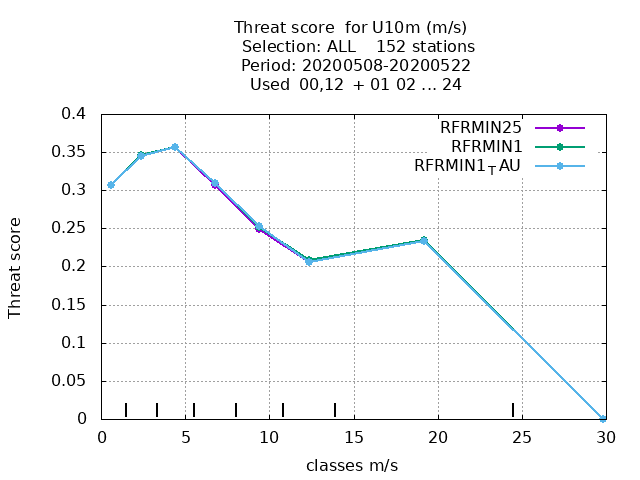 Threat score for U10m (m/s)
Selection: ALL 152 stations
Period: 20200508-20200522
Used 00,12 + 01 02 ... 24
0.4
0.35
0.3
0.25
0.2
0.15
0.1
0.05
0
Threat score
RFRMIN25
RFRMIN1
RFRMIN1TAU
0 5 10 15 20 25 30
classes m/s